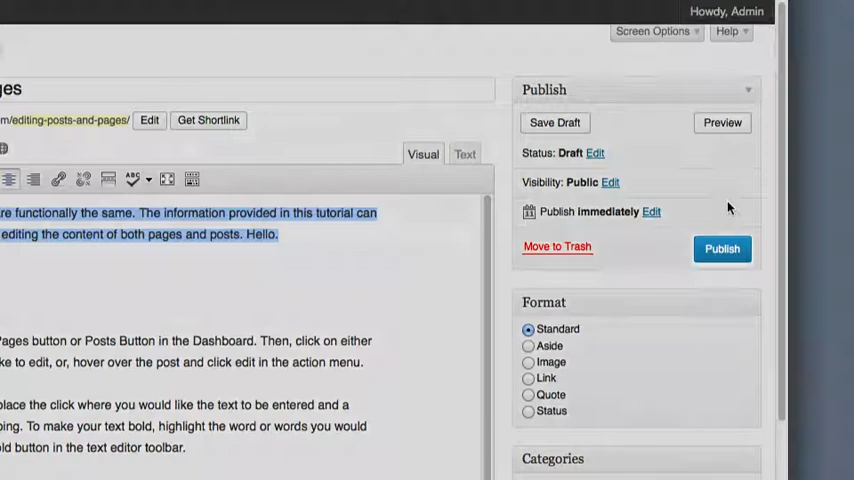 Howdy, Admin
Screen Options Help
ges
m/editing-posts-and-pages/ Edit Get Shortlink
Visual Text
ABC
re functionally the same. The information provided in this tutorial can
editing the content of both pages and posts. Hello.
Pages button or Posts Button in the Dashboard. Then, click on either
ke to edit, or, hover over the post and click edit in the action menu.
place the click where you would like the text to be entered and a
ping. To make your text bold, highlight the word or words you would
old button in the text editor toolbar.
Publish
Save Draft Preview
Status: Draft Edit
Visibility: Public Edit
Publish immediately Edit
Move to Trash Publish
Format
Standard
Aside
Image
Link
Quote
Status
Categories